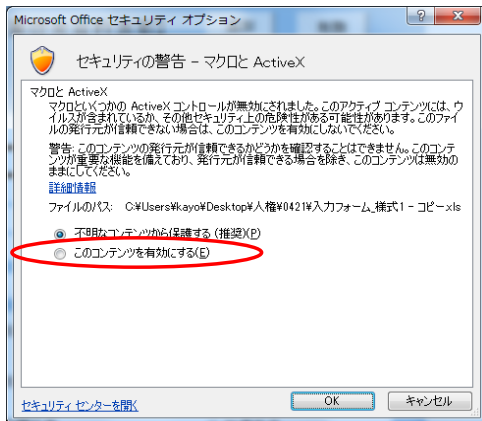 Microsoft Office セキュリティ オプション
セキュリティの警告 - マクロと ActiveX
マクロと ActiveX
マクロといくつかの ActiveX コントロールが無効にされました。このアクティブ コンテンツには、ウ
イルスが含まれているか、その他セキュリティ上の危険性がある可能性があります。このファイ
ルの発行元が信頼できない場合は、このコンテンツを有効にしないでください。
警告: このコンテンツの発行元が信頼できるかどうかを確認することはできません。このコンテ
ンツが重要な機能を備えており、発行元が信頼できる場合を除き、このコンテンツは無効の
ままにしてください。
詳細情報
ファイルのパス: C:¥Users¥kayo¥Desktop¥人権¥0421¥入力フォーム_様式1 - コピー.xls
不明なコンテンツから保護する (推奨)(P)
このコンテンツを有効にする(E)
セキュリティ センターを開く
OK
キャンセル